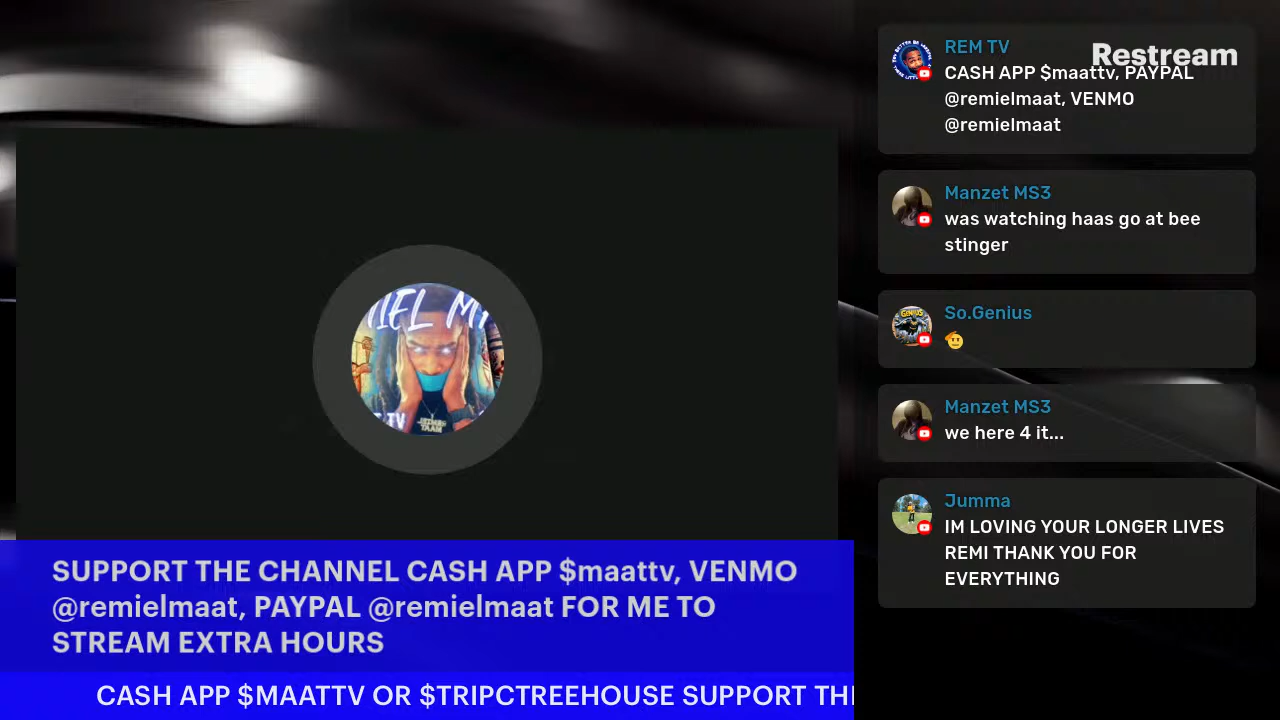 Restream
REM TV
CASH APP $maattv, PAYPAL
@remielmaat, VENMO
@remielmaat
Manzet MS3
was watching haas go at bee
stinger
So.Genius
🫡
Manzet MS3
we here 4 it...
Jumma
IM LOVING YOUR LONGER LIVES
REMI THANK YOU FOR
EVERYTHING
SUPPORT THE CHANNEL CASH APP $maattv, VENMO
@remielmaat, PAYPAL @remielmaat FOR ME TO
STREAM EXTRA HOURS
CASH APP $MAATTV OR $TRIPCTREEHOUSE SUPPORT